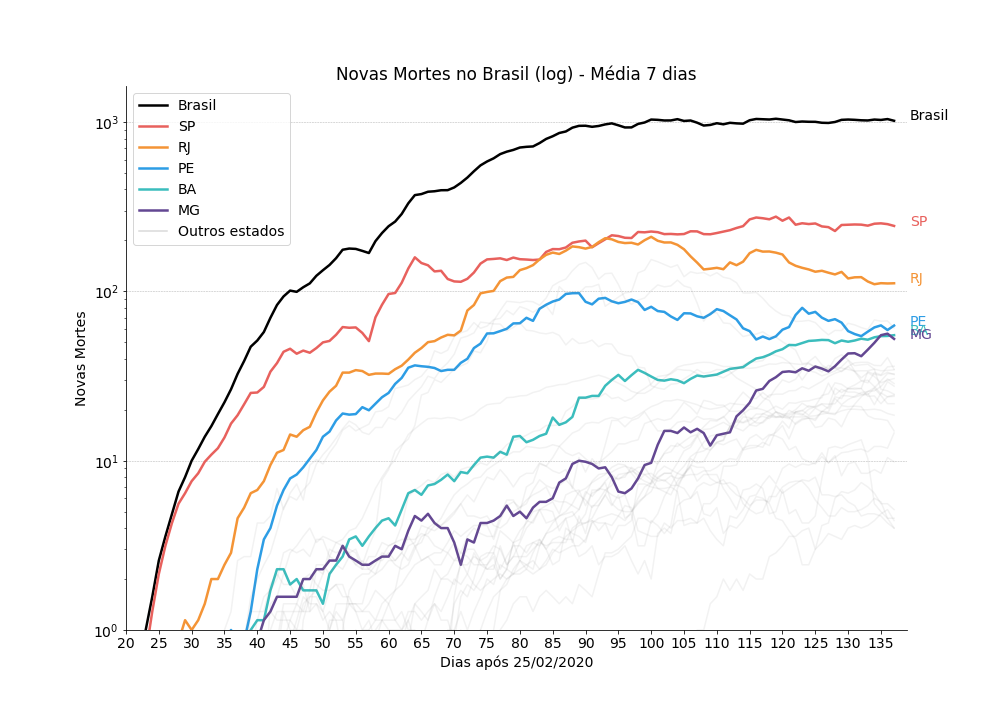 Novas Mortes no Brasil (log) - Média 7 dias
Brasil
SP
RJ
PE
BA
MG
Outros estados
Novas Mortes
10³
10²
10¹
10⁰
Brasil
SP
RJ
PE
BA
MG
20 25 30 35 40 45 50 55 60 65 70 75 80 85 90 95 100 105 110 115 120 125 130 135
Dias após 25/02/2020